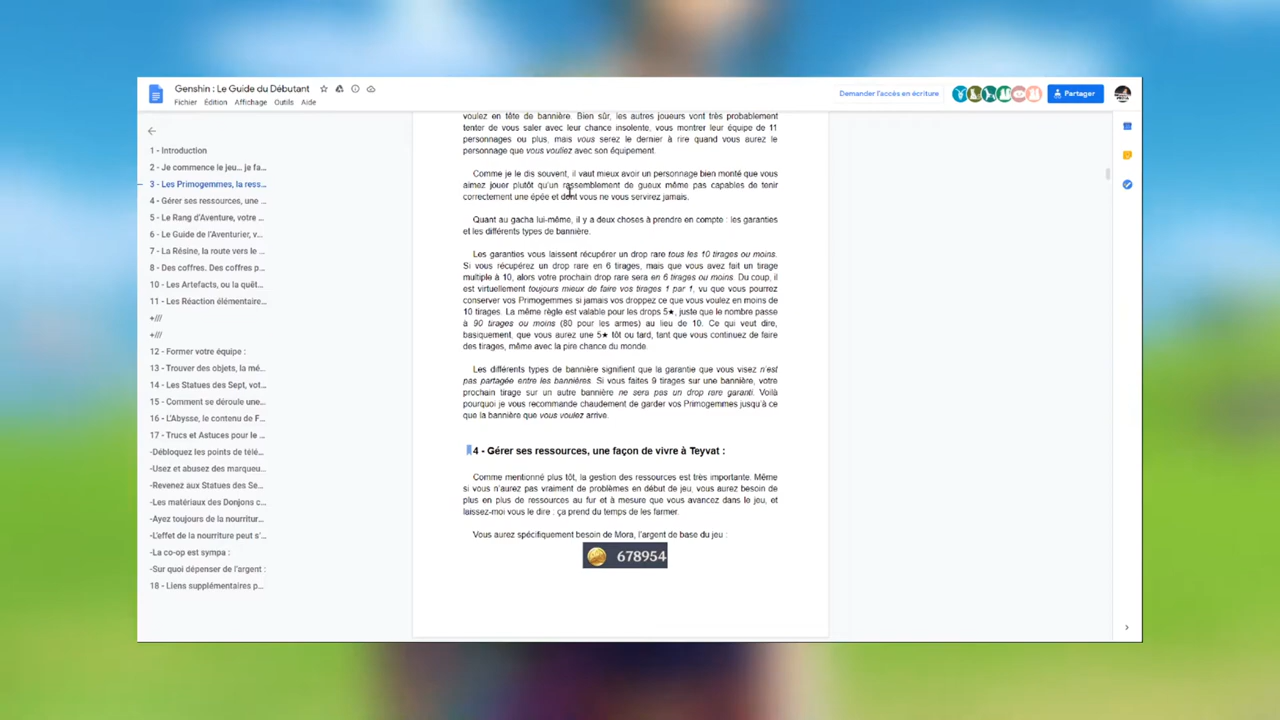 Genshin : Le Guide du Débutant
Fichier Édition Affichage Outils Aide
Demander l'accès en écriture
Partager
1 - Introduction
2 - Je commence le jeu... je fa...
3 - Les Primogemmes, la ress...
4 - Gérer ses ressources, une ...
5 - Le Rang d'Aventure, votre ...
6 - Le Guide de l'Aventurier, v...
7 - La Résine, la route vers le ...
8 - Des coffres. Des coffres p...
10 - Les Artefacts, ou la quêt...
11 - Les Réaction élémentaire...
+///
+///
12 - Former votre équipe :
13 - Trouver des objets, la mé...
14 - Les Statues des Sept, vot...
15 - Comment se déroule une...
16 - L'Abysse, le contenu de F...
17 - Trucs et Astuces pour le ...
-Débloquez les points de télé...
-Usez et abusez des marqueu...
-Revenez aux Statues des Se...
-Les matériaux des Donjons c...
-Ayez toujours de la nourritur...
-L'effet de la nourriture peut s'...
-La co-op est sympa :
-Sur quoi dépenser de l'argent :
18 - Liens supplémentaires p...
voulez en tête de bannière. Bien sûr, les autres joueurs vont très probablement
tenter de vous saler avec leur chance insolente, vous montrer leur équipe de 11
personnages ou plus, mais vous serez le dernier à rire quand vous aurez le
personnage que vous vouliez avec son équipement.
Comme je le dis souvent, il vaut mieux avoir un personnage bien monté que vous
aimez jouer plutôt qu'un rassemblement de gueux même pas capables de tenir
correctement une épée et dont vous ne vous servirez jamais.
Quant au gacha lui-même, il y a deux choses à prendre en compte : les garanties
et les différents types de bannière.
Les garanties vous laissent récupérer un drop rare tous les 10 tirages ou moins.
Si vous récupérez un drop rare en 6 tirages, mais que vous avez fait un tirage
multiple à 10, alors votre prochain drop rare sera en 6 tirages ou moins. Du coup, il
est virtuellement toujours mieux de faire vos tirages 1 par 1, vu que vous pourrez
conserver vos Primogemmes si jamais vos droppez ce que vous voulez en moins de
10 tirages. La même règle est valable pour les drops 5★, juste que le nombre passe
à 90 tirages ou moins (80 pour les armes) au lieu de 10. Ce qui veut dire,
basiquement, que vous aurez une 5★ tôt ou tard, tant que vous continuez de faire
des tirages, même avec la pire chance du monde.
Les différents types de bannière signifient que la garantie que vous visez n'est
pas partagée entre les bannières. Si vous faites 9 tirages sur une bannière, votre
prochain tirage sur un autre bannière ne sera pas un drop rare garanti. Voilà
pourquoi je vous recommande chaudement de garder vos Primogemmes jusqu'à ce
que la bannière que vous voulez arrive.
4 - Gérer ses ressources, une façon de vivre à Teyvat :
Comme mentionné plus tôt, la gestion des ressources est très importante. Même
si vous n'aurez pas vraiment de problèmes en début de jeu, vous aurez besoin de
plus en plus de ressources au fur et à mesure que vous avancez dans le jeu, et
laissez-moi vous le dire : ça prend du temps de les farmer.
Vous aurez spécifiquement besoin de Mora, l'argent de base du jeu :
678954